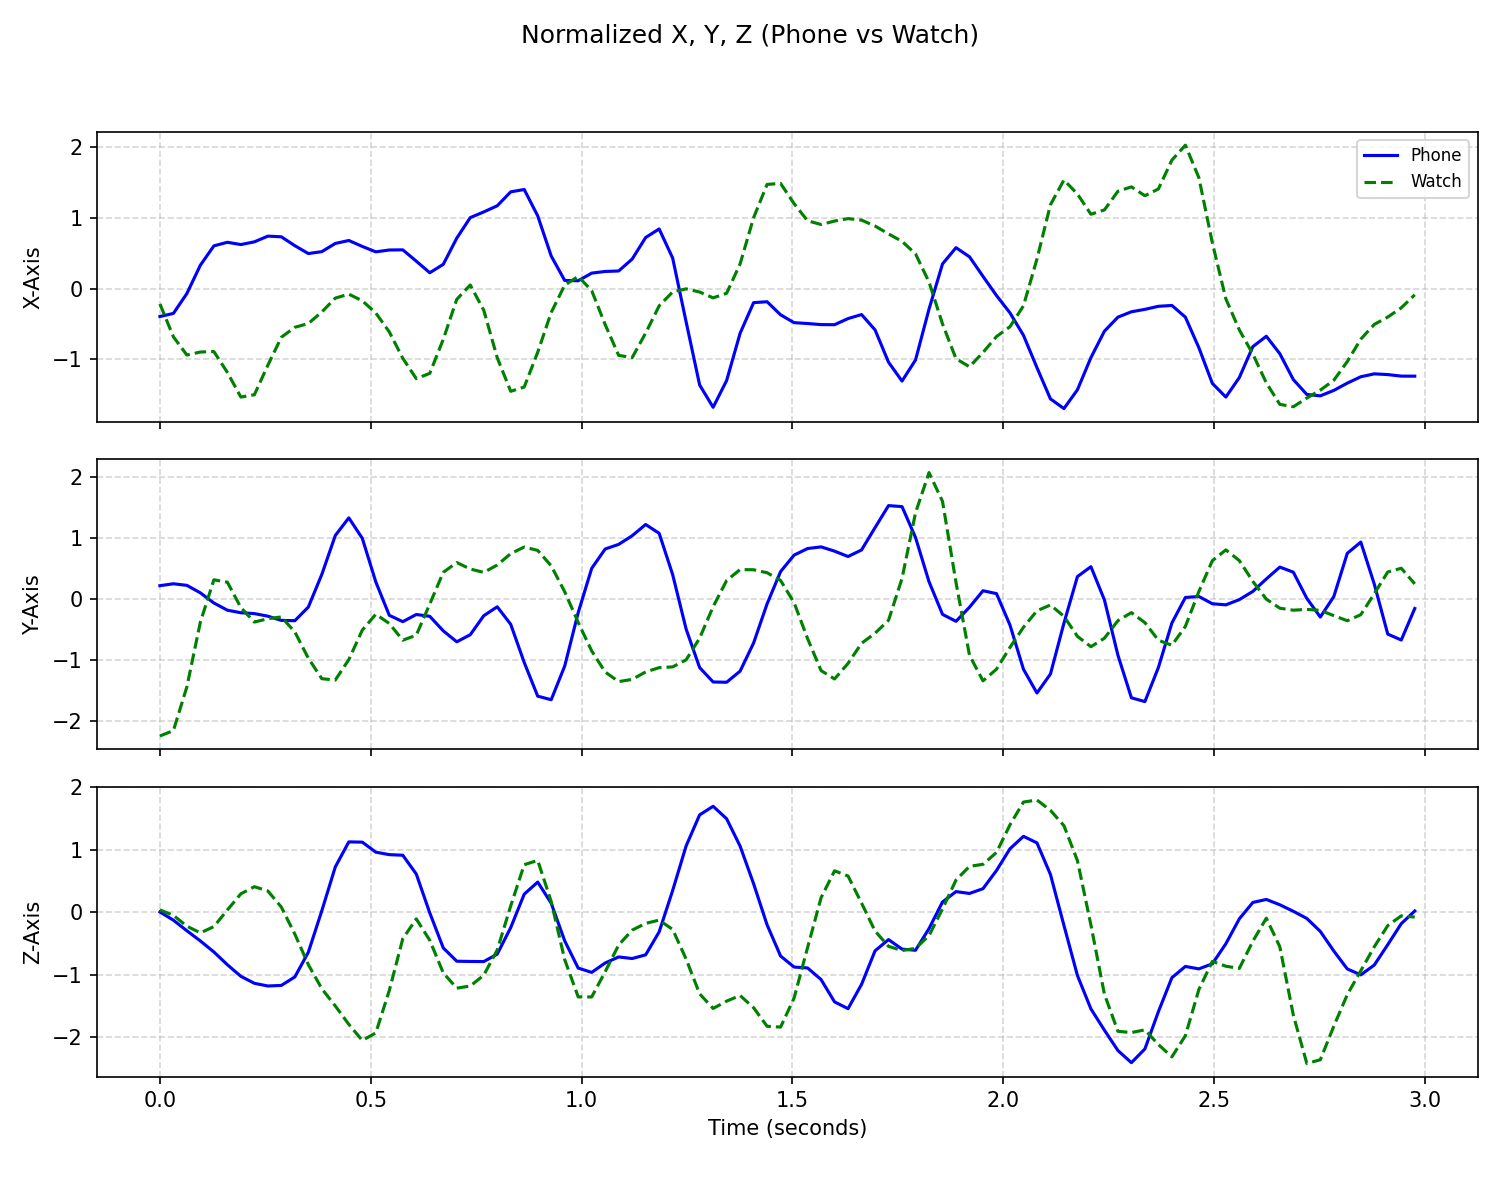 Normalized X, Y, Z (Phone vs Watch)
2
1
0
−1
X-Axis
Phone
Watch
2
1
0
−1
−2
Y-Axis
2
1
0
−1
−2
Z-Axis
0.0 0.5 1.0 1.5 2.0 2.5 3.0
Time (seconds)